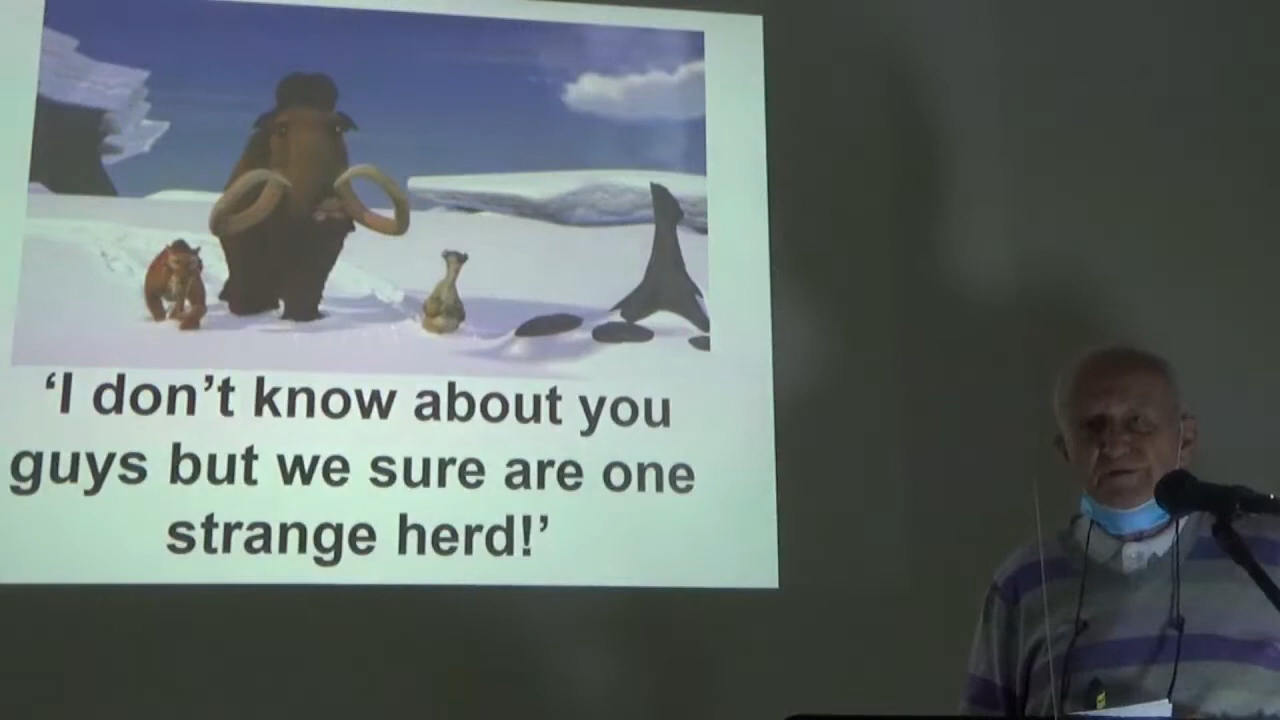 ‘I don’t know about you
guys but we sure are one
strange herd!’